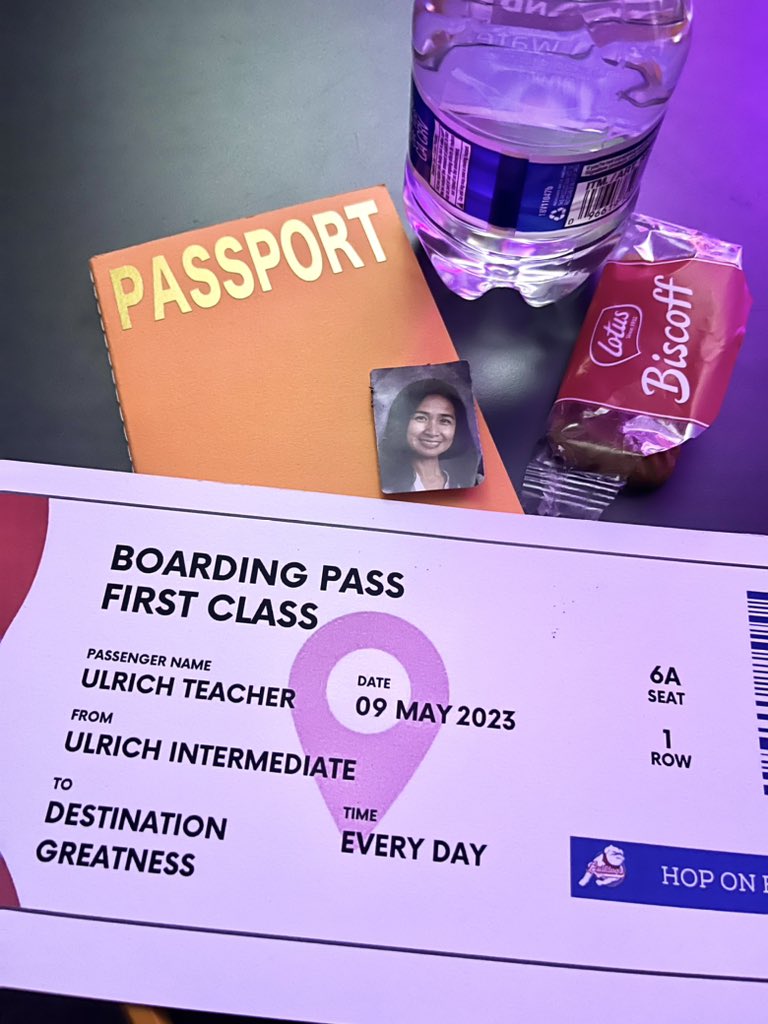 PASSPORT
Lotus
Biscoff
BOARDING PASS
FIRST CLASS
PASSENGER NAME
ULRICH TEACHER
DATE
09 MAY 2023
FROM
ULRICH INTERMEDIATE
TO
DESTINATION
GREATNESS
TIME
EVERY DAY
6A
SEAT
1
ROW
HOP ON